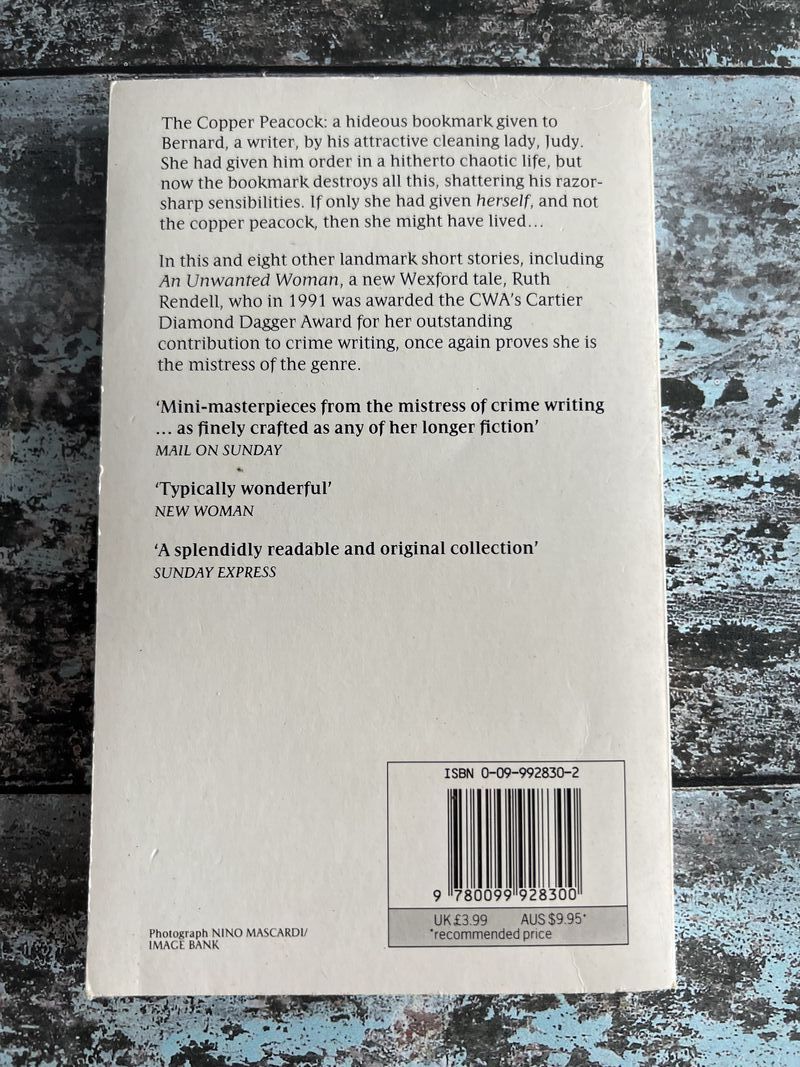 The Copper Peacock: a hideous bookmark given to
Bernard, a writer, by his attractive cleaning lady, Judy.
She had given him order in a hitherto chaotic life, but
now the bookmark destroys all this, shattering his razor-
sharp sensibilities. If only she had given herself, and not
the copper peacock, then she might have lived...
In this and eight other landmark short stories, including
An Unwanted Woman, a new Wexford tale, Ruth
Rendell, who in 1991 was awarded the CWA's Cartier
Diamond Dagger Award for her outstanding
contribution to crime writing, once again proves she is
the mistress of the genre.
‘Mini-masterpieces from the mistress of crime writing
... as finely crafted as any of her longer fiction’
MAIL ON SUNDAY
‘Typically wonderful’
NEW WOMAN
‘A splendidly readable and original collection’
SUNDAY EXPRESS
ISBN 0-09-992830-2
9 780099 928300
UK £3.99 AUS $9.95*
*recommended price
Photograph NINO MASCARDI/
IMAGE BANK